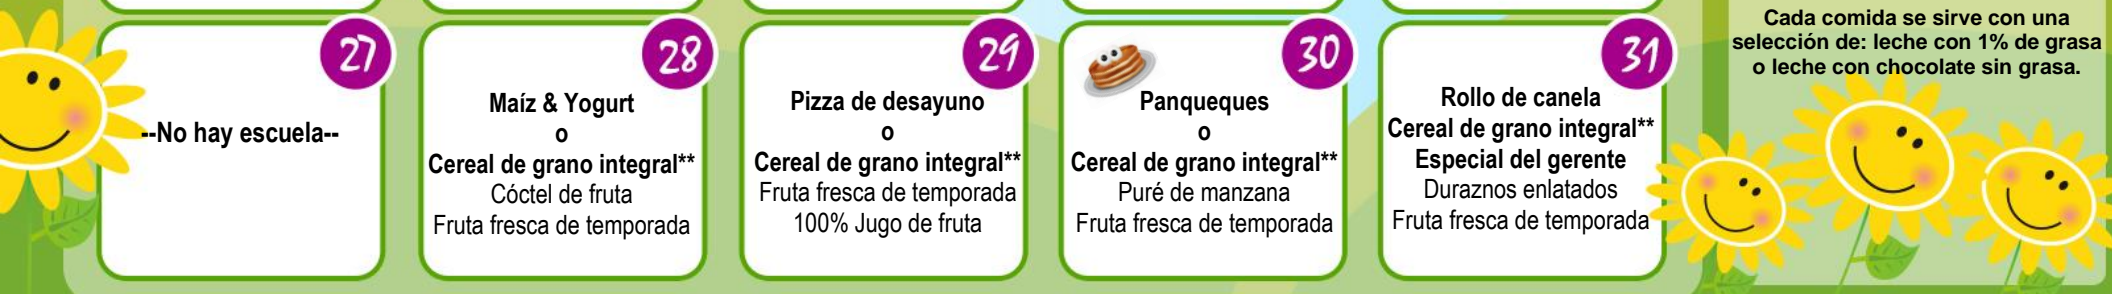 27
--No hay escuela--
28
Maíz & Yogurt
o
Cereal de grano integral**
Cóctel de fruta
Fruta fresca de temporada
29
Pizza de desayuno
o
Cereal de grano integral**
Fruta fresca de temporada
100% Jugo de fruta
30
Panqueques
o
Cereal de grano integral**
Puré de manzana
Fruta fresca de temporada
31
Rollo de canela
Cereal de grano integral**
Especial del gerente
Duraznos enlatados
Fruta fresca de temporada
Cada comida se sirve con una
selección de: leche con 1% de grasa
o leche con chocolate sin grasa.